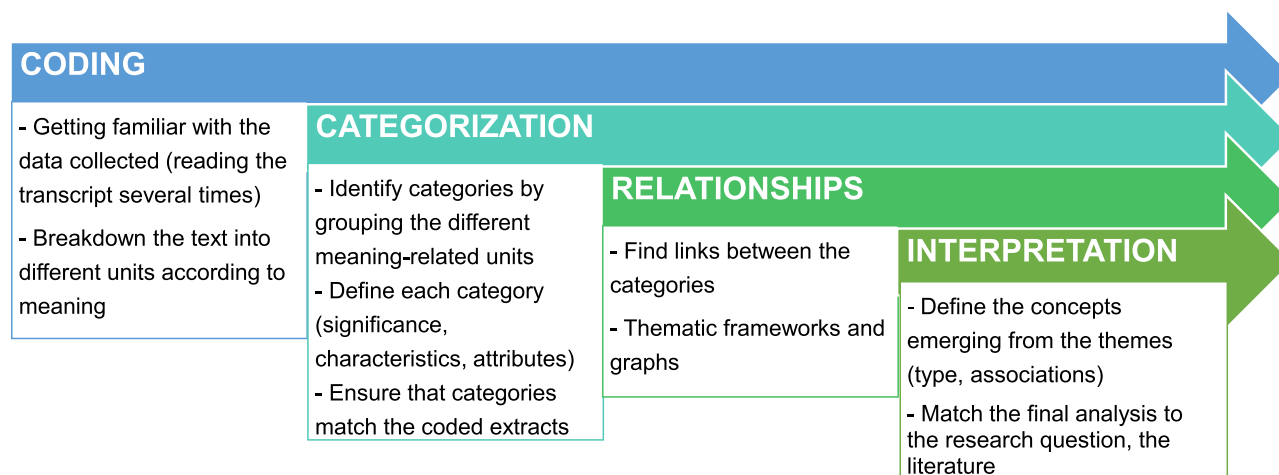 CODING
- Getting familiar with the
data collected (reading the
transcript several times)
- Breakdown the text into
different units according to
meaning
CATEGORIZATION
- Identify categories by
grouping the different
meaning-related units
- Define each category
(significance,
characteristics, attributes)
- Ensure that categories
match the coded extracts
RELATIONSHIPS
- Find links between the
categories
- Thematic frameworks and
graphs
INTERPRETATION
- Define the concepts
emerging from the themes
(type, associations)
- Match the final analysis to
the research question, the
literature